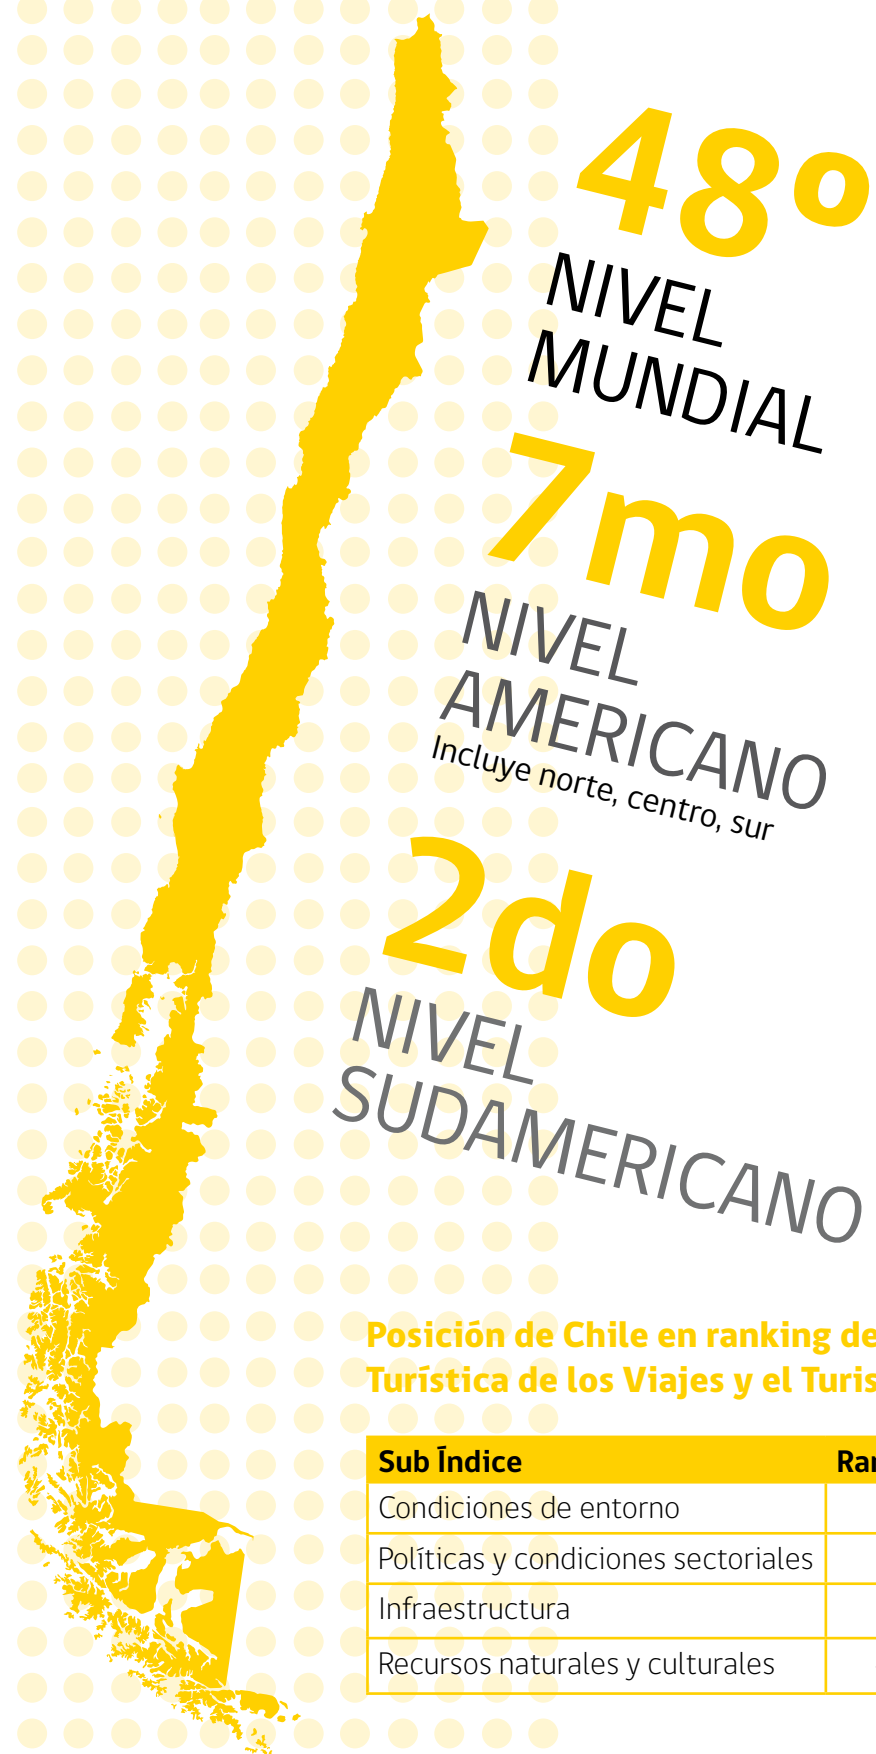 48º
NIVEL
MUNDIAL
7mo
NIVEL
AMERICANO
Incluye norte, centro, sur
2do
NIVEL
SUDAMERICANO
Posición de Chile en ranking de
Turística de los Viajes y el Turis
Sub Índice Ran
Condiciones de entorno
Políticas y condiciones sectoriales
Infraestructura
Recursos naturales y culturales